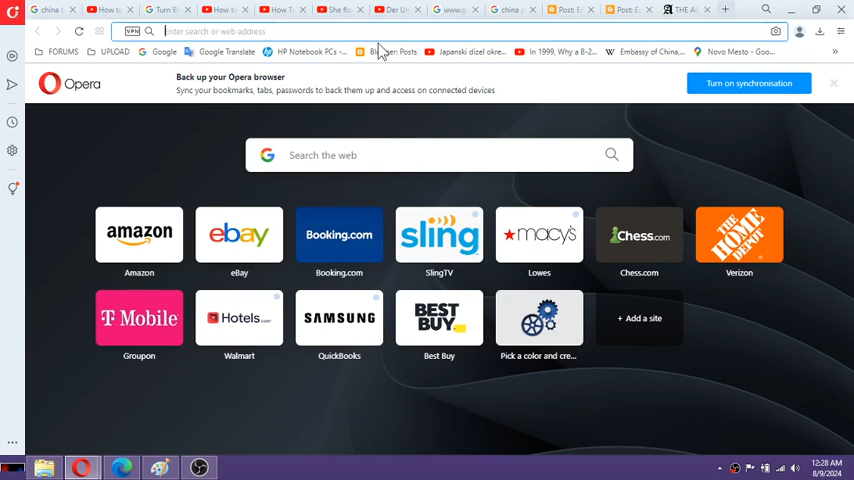 china t
How to
Turn Bl
How to
How T
She fl
Der Un
www.g
china p
Post: E
Post: E
THE AL
VPN
Enter search or web address
FORUMS
UPLOAD
Google
Google Translate
HP Notebook PCs -...
Blogger: Posts
Japanski dizel okre...
In 1999, Why a B-2...
Embassy of China,...
Novo Mesto - Goo...
Opera
Back up your Opera browser
Sync your bookmarks, tabs, passwords to back them up and access on connected devices
Turn on synchronisation
Search the web
amazon
ebay
Booking.com
sling
macy's
Chess.com
THE HOME DEPOT
Amazon
eBay
Booking.com
SlingTV
Lowes
Chess.com
Verizon
T Mobile
Hotels.com
SAMSUNG
BEST BUY
+ Add a site
Groupon
Walmart
QuickBooks
Best Buy
Pick a color and cre...
12:28 AM
8/9/2024